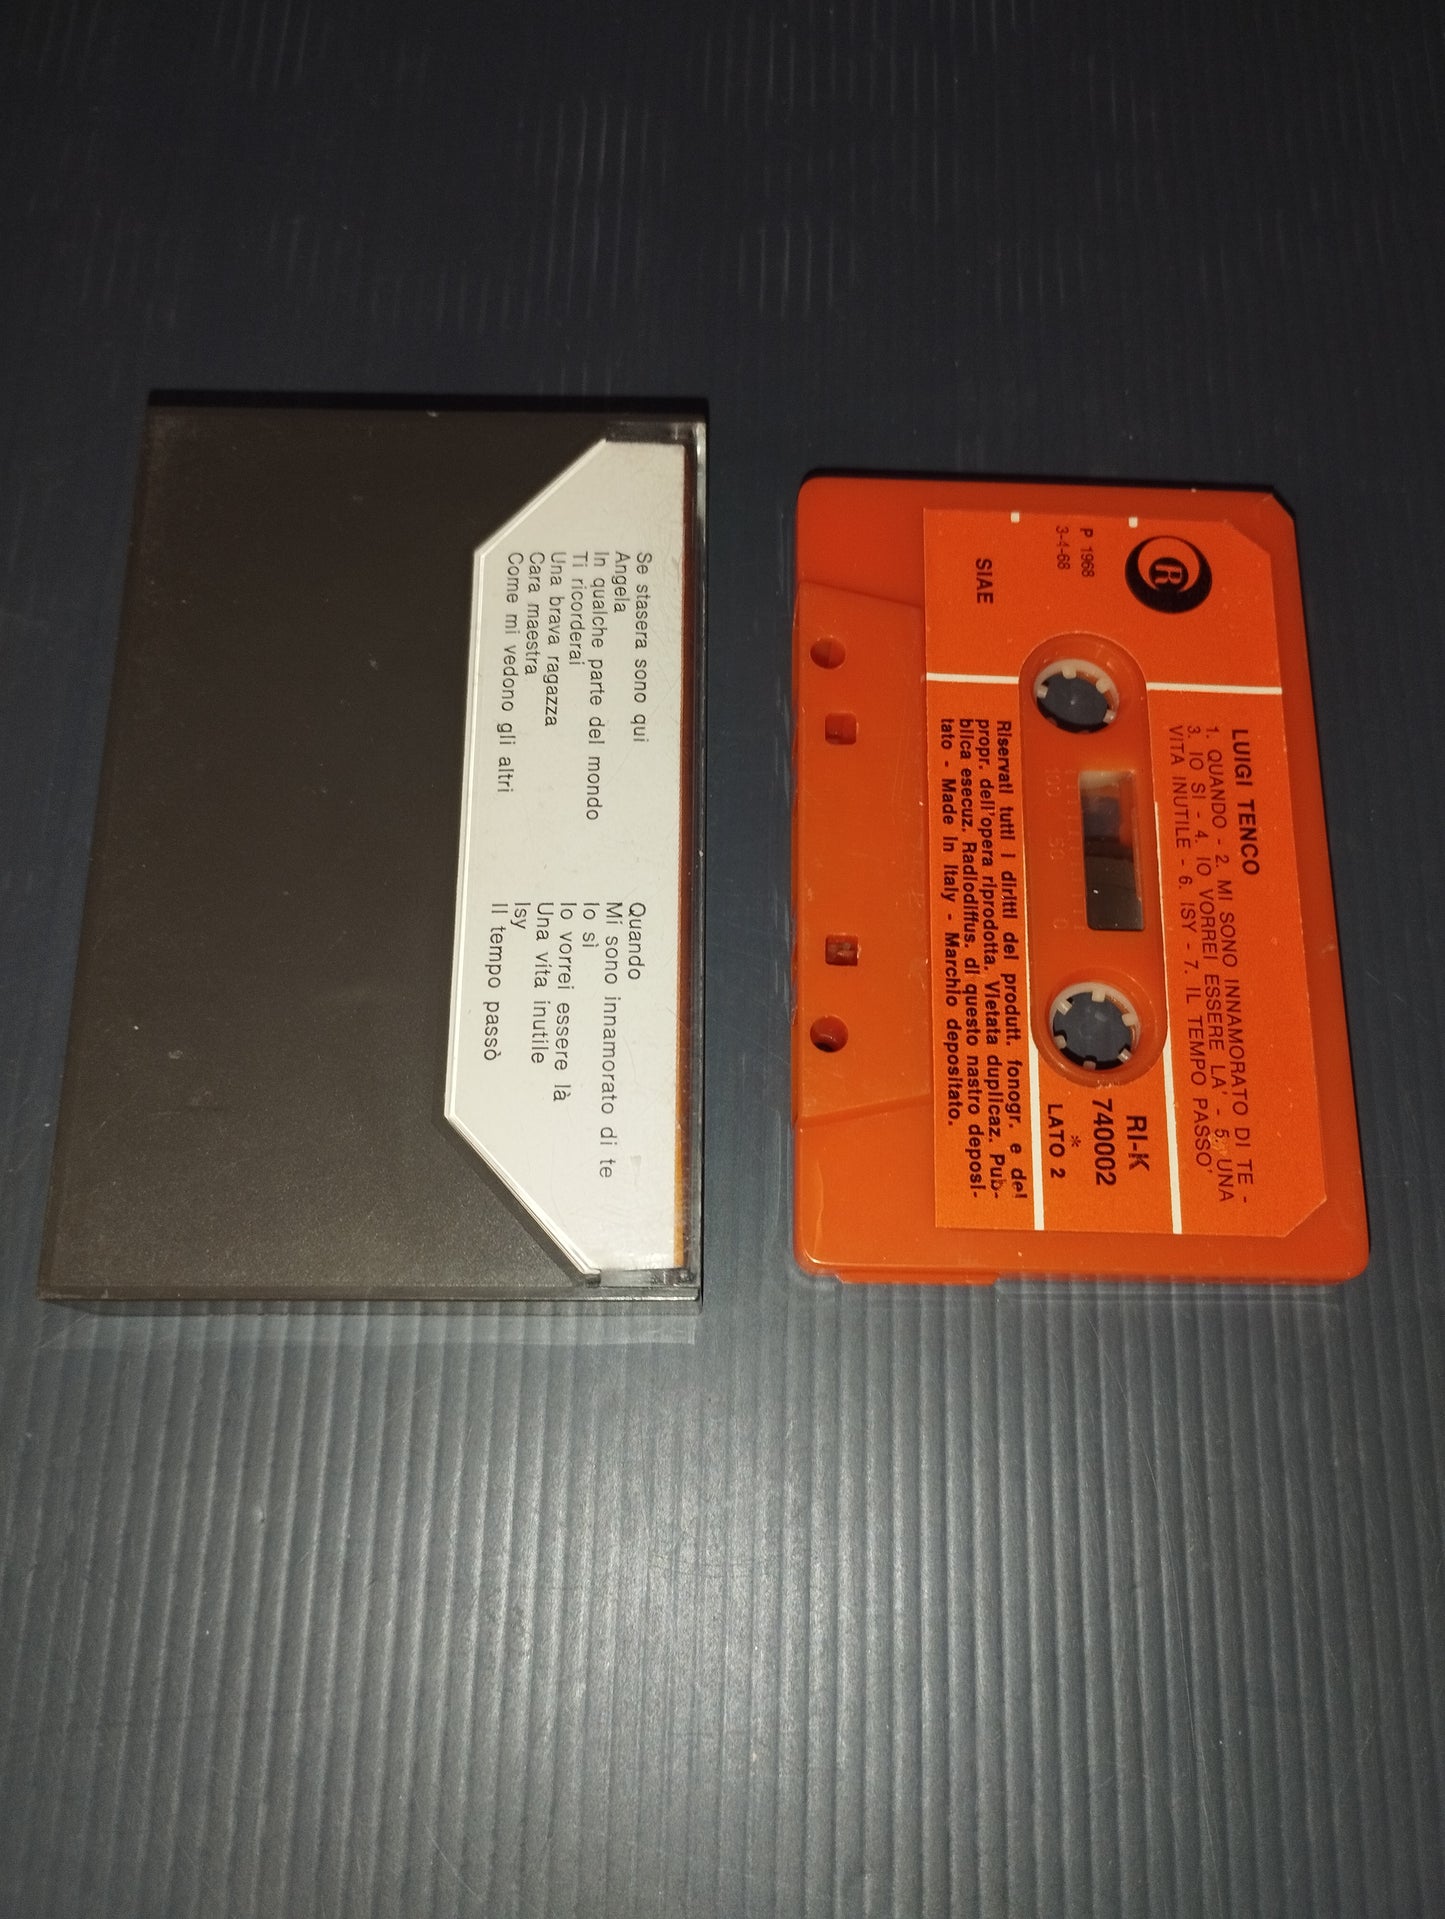 Se stasera sono qui
Angela
In qualche parte del mondo
Ti ricorderai
Una brava ragazza
Cara maestra
Come mi vedono gli altri
Quando
Mi sono innamorato di te
Io sì
Io vorrei essere là
Una vita inutile
Isy
Il tempo passò
LUIGI TENCO
1. QUANDO - 2. MI SONO INNAMORATO DI TE -
3. IO SI - 4. IO VORREI ESSERE LA' - 5. UNA
VITA INUTILE - 6. ISY - 7. IL TEMPO PASSO'
R
P 1968
3-4-68
SIAE
100 50 0
RI-K
740002
*
LATO 2
Riservati tutti i diritti del produtt. fonogr. e del
propr. dell'opera riprodotta. Vietata duplicaz. Pub-
blica esecuz. Radiodiffus. di questo nastro deposi-
tato - Made in Italy - Marchio depositato.